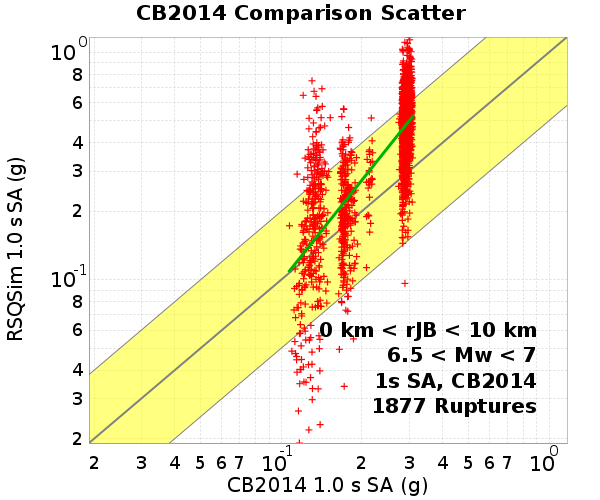 CB2014 Comparison Scatter
RSQSim 1.0 s SA (g)
10^0
8
6
4
3
2
10^-1
8
6
4
3
2
0 km < rJB < 10 km
6.5 < Mw < 7
1s SA, CB2014
1877 Ruptures
2 3 4 5 6 7 10^-1 2 3 4 5 6 7 10^0
CB2014 1.0 s SA (g)